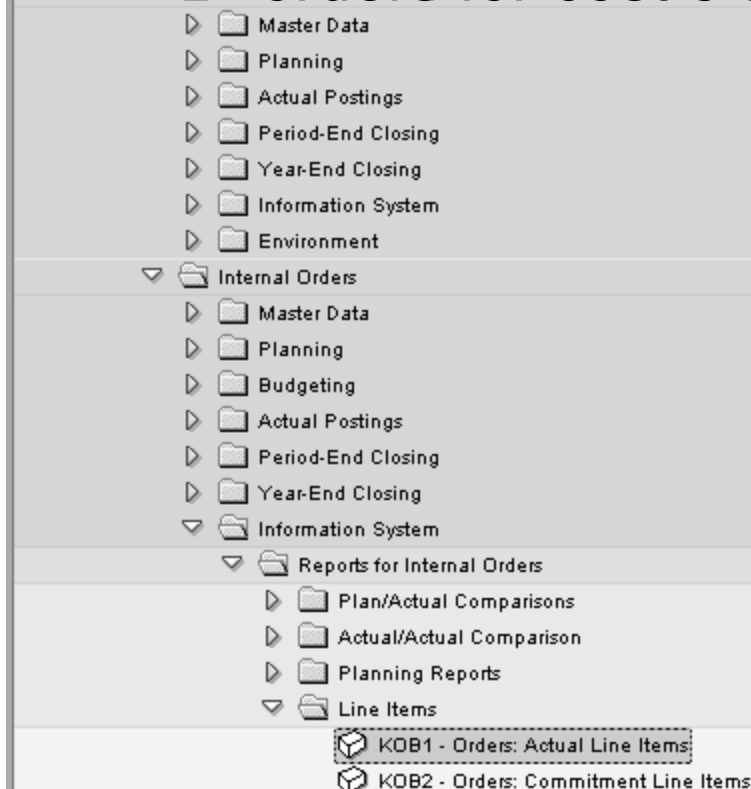 Master Data
Planning
Actual Postings
Period-End Closing
Year-End Closing
Information System
Environment
Internal Orders
Master Data
Planning
Budgeting
Actual Postings
Period-End Closing
Year-End Closing
Information System
Reports for Internal Orders
Plan/Actual Comparisons
Actual/Actual Comparison
Planning Reports
Line Items
KOB1 - Orders: Actual Line Items
KOB2 - Orders: Commitment Line Items